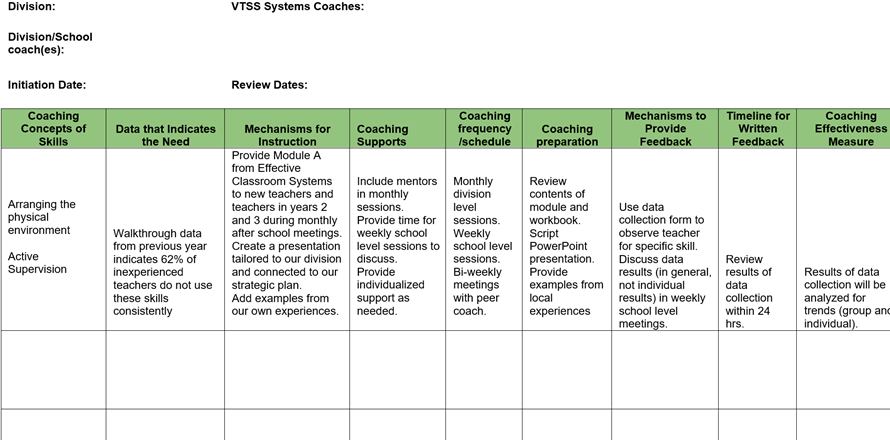 Division:
VTSS Systems Coaches:
Division/School
coach(es):
Initiation Date:
Review Dates:
Coaching
Concepts of
Skills
Data that Indicates
the Need
Mechanisms for
Instruction
Coaching
Supports
Coaching
frequency
/schedule
Coaching
preparation
Mechanisms to
Provide
Feedback
Timeline for
Written
Feedback
Coaching
Effectiveness
Measure
Arranging the
physical
environment
Active
Supervision
Walkthrough data
from previous year
indicates 62% of
inexperienced
teachers do not use
these skills
consistently
Provide Module A
from Effective
Classroom Systems
to new teachers and
teachers in years 2
and 3 during monthly
after school meetings.
Create a presentation
tailored to our division
and connected to our
strategic plan.
Add examples from
our own experiences.
Include mentors
in monthly
sessions.
Provide time for
weekly school
level sessions to
discuss.
Provide
individualized
support as
needed.
Monthly
division
level
sessions.
Weekly
school level
sessions.
Bi-weekly
meetings
with peer
coach.
Review
contents of
module and
workbook.
Script
PowerPoint
presentation.
Provide
examples from
local
experiences
Use data
collection form to
observe teacher
for specific skill.
Discuss data
results (in general,
not individual
results) in weekly
school level
meetings.
Review
results of
data
collection
within 24
hrs.
Results of data
collection will be
analyzed for
trends (group and
individual).